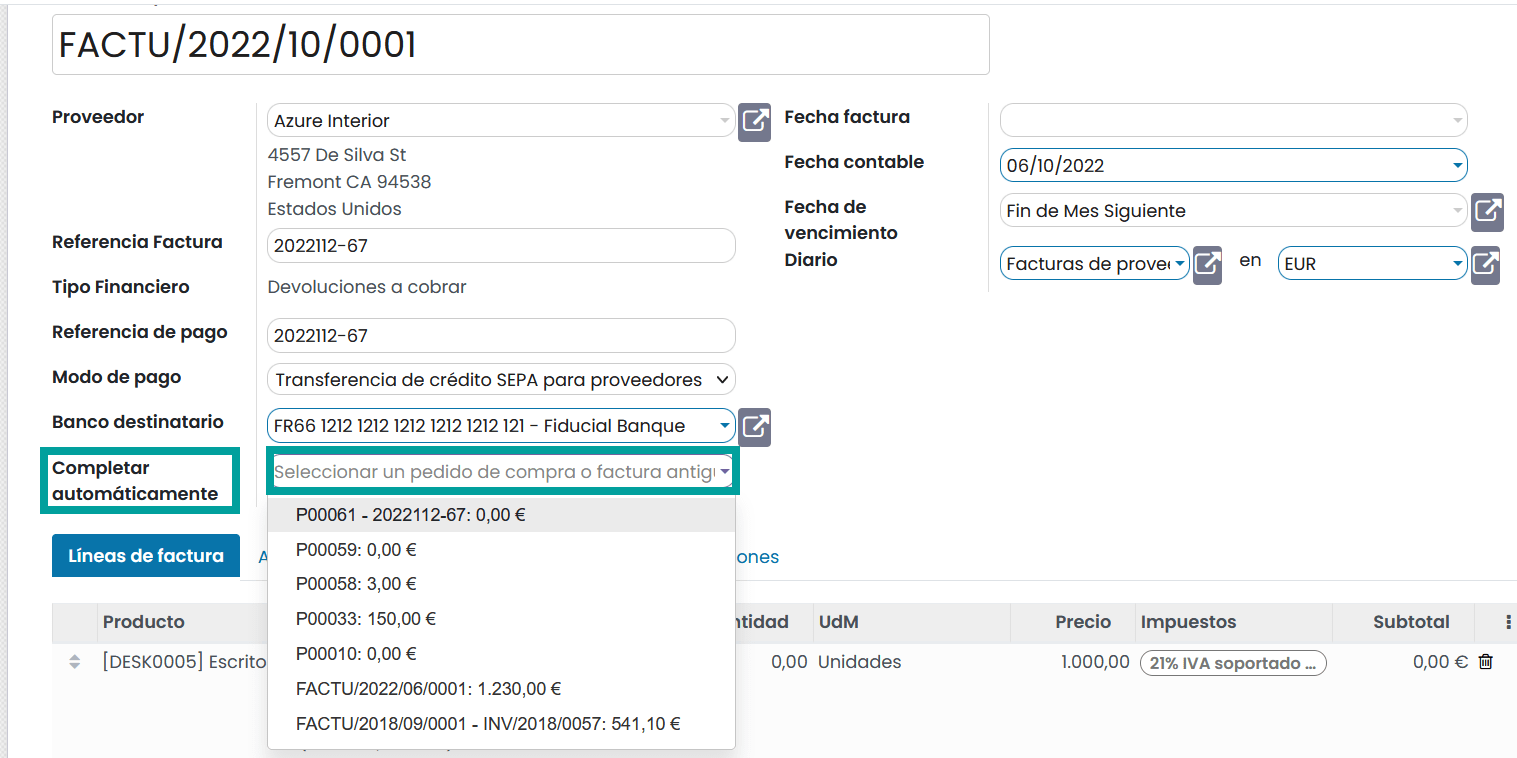 FACTU/2022/10/0001
Proveedor
Azure Interior
4557 De Silva St
Fremont CA 94538
Estados Unidos
Referencia Factura
2022112-67
Tipo Financiero
Devoluciones a cobrar
Referencia de pago
2022112-67
Modo de pago
Transferencia de crédito SEPA para proveedores
Banco destinatario
FR66 1212 1212 1212 1212 1212 121 - Fiducial Banque
Completar
automáticamente
Seleccionar un pedido de compra o factura antig
P00061 - 2022112-67: 0,00 €
P00059: 0,00 €
P00058: 3,00 €
P00033: 150,00 €
P00010: 0,00 €
FACTU/2022/06/0001: 1.230,00 €
FACTU/2018/09/0001 - INV/2018/0057: 541,10 €
Fecha factura
Fecha contable
06/10/2022
Fecha de
vencimiento
Fin de Mes Siguiente
Diario
Facturas de prove
en
EUR
Líneas de factura
A
ones
Producto
ntidad
UdM
Precio
Impuestos
Subtotal
[DESK0005] Escrito
0,00
Unidades
1.000,00
21% IVA soportado ...
0,00 €